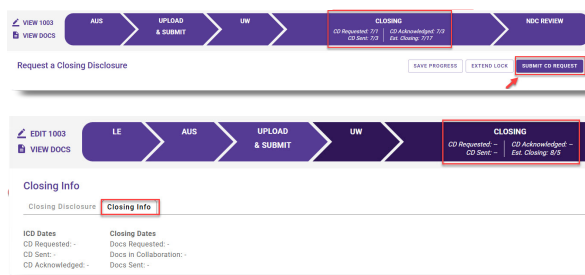 VIEW 1003
VIEW DOCS
AUS
UPLOAD
& SUBMIT
UW
CLOSING
CD Requested: 7/1
CD Sent: 7/3
CD Acknowledged: 7/3
Est. Closing: 7/17
NDC REVIEW
Request a Closing Disclosure
SAVE PROGRESS
EXTEND LOCK
SUBMIT CD REQUEST
EDIT 1003
VIEW DOCS
LE
AUS
UPLOAD
& SUBMIT
UW
CLOSING
CD Requested: --
CD Sent: --
CD Acknowledged: --
Est. Closing: 8/5
Closing Info
Closing Disclosure
Closing Info
ICD Dates
CD Requested: -
CD Sent: -
CD Acknowledged: -
Closing Dates
Docs Requested: -
Docs in Collaboration: -
Docs Sent: -